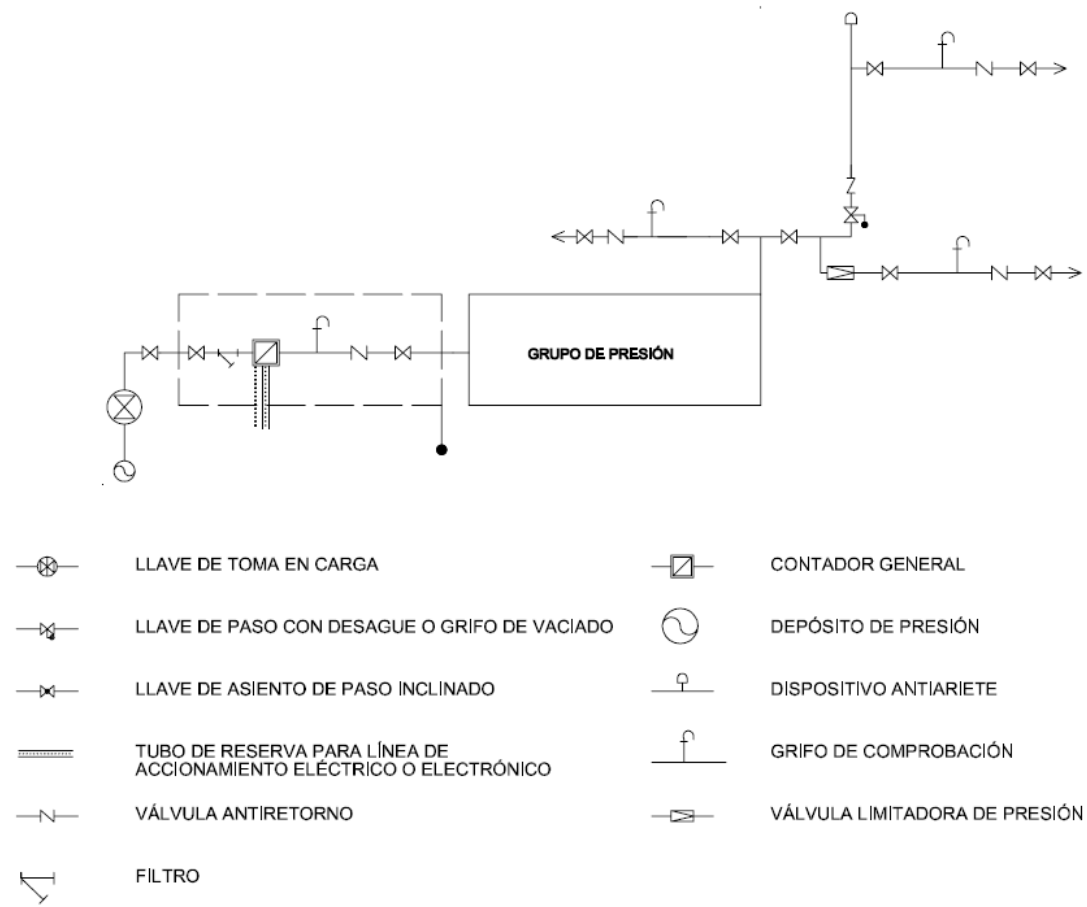 GRUPO DE PRESIÓN
LLAVE DE TOMA EN CARGA
CONTADOR GENERAL
LLAVE DE PASO CON DESAGUE O GRIFO DE VACIADO
DEPÓSITO DE PRESIÓN
LLAVE DE ASIENTO DE PASO INCLINADO
DISPOSITIVO ANTIARIETE
TUBO DE RESERVA PARA LÍNEA DE
ACCIONAMIENTO ELÉCTRICO O ELECTRÓNICO
GRIFO DE COMPROBACIÓN
VÁLVULA ANTIRETORNO
VÁLVULA LIMITADORA DE PRESIÓN
FILTRO